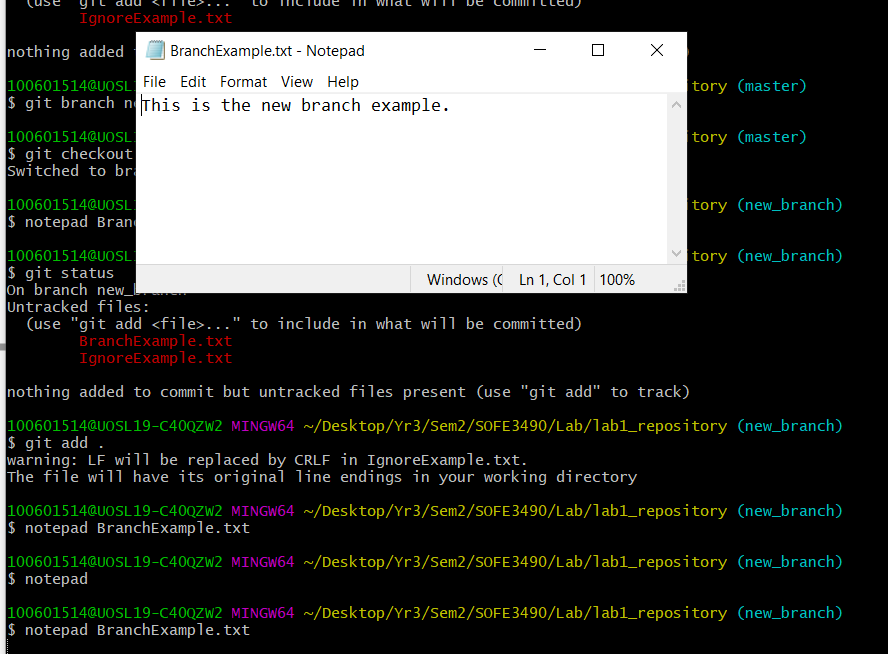 (use "git add <file>..." to include in what will be committed)
IgnoreExample.txt
nothing added
BranchExample.txt - Notepad
File Edit Format View Help
This is the new branch example.
Windows (C Ln 1, Col 1 100%
100601514@UOSL1 tory (master)
$ git branch ne
100601514@UOSL1 tory (master)
$ git checkout
Switched to bra
100601514@UOSL1 tory (new_branch)
$ notepad Bran
100601514@UOSL1 tory (new_branch)
$ git status
On branch new_branch
Untracked files:
(use "git add <file>..." to include in what will be committed)
BranchExample.txt
IgnoreExample.txt
nothing added to commit but untracked files present (use "git add" to track)
100601514@UOSL19-C40QZW2 MINGW64 ~/Desktop/Yr3/Sem2/SOFE3490/Lab/lab1_repository (new_branch)
$ git add .
warning: LF will be replaced by CRLF in IgnoreExample.txt.
The file will have its original line endings in your working directory
100601514@UOSL19-C40QZW2 MINGW64 ~/Desktop/Yr3/Sem2/SOFE3490/Lab/lab1_repository (new_branch)
$ notepad BranchExample.txt
100601514@UOSL19-C40QZW2 MINGW64 ~/Desktop/Yr3/Sem2/SOFE3490/Lab/lab1_repository (new_branch)
$ notepad
100601514@UOSL19-C40QZW2 MINGW64 ~/Desktop/Yr3/Sem2/SOFE3490/Lab/lab1_repository (new_branch)
$ notepad BranchExample.txt